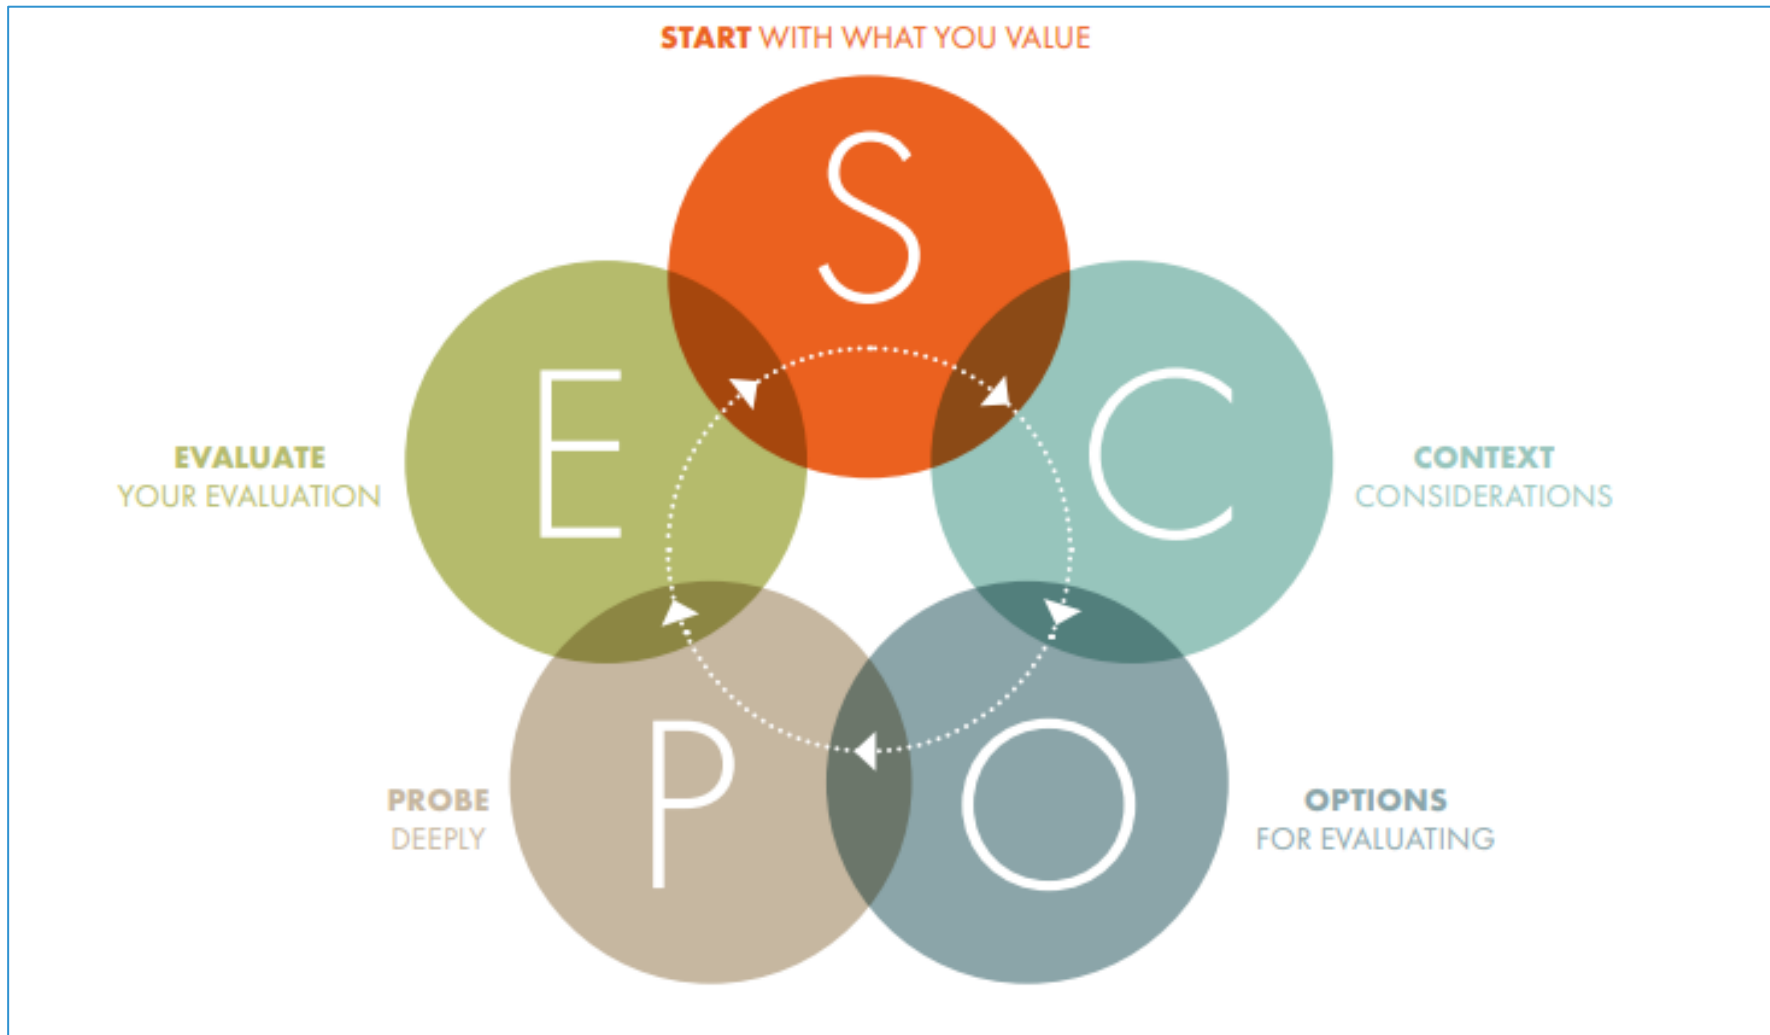 START WITH WHAT YOU VALUE
S
C
CONTEXT
CONSIDERATIONS
O
OPTIONS
FOR EVALUATING
P
PROBE
DEEPLY
E
EVALUATE
YOUR EVALUATION